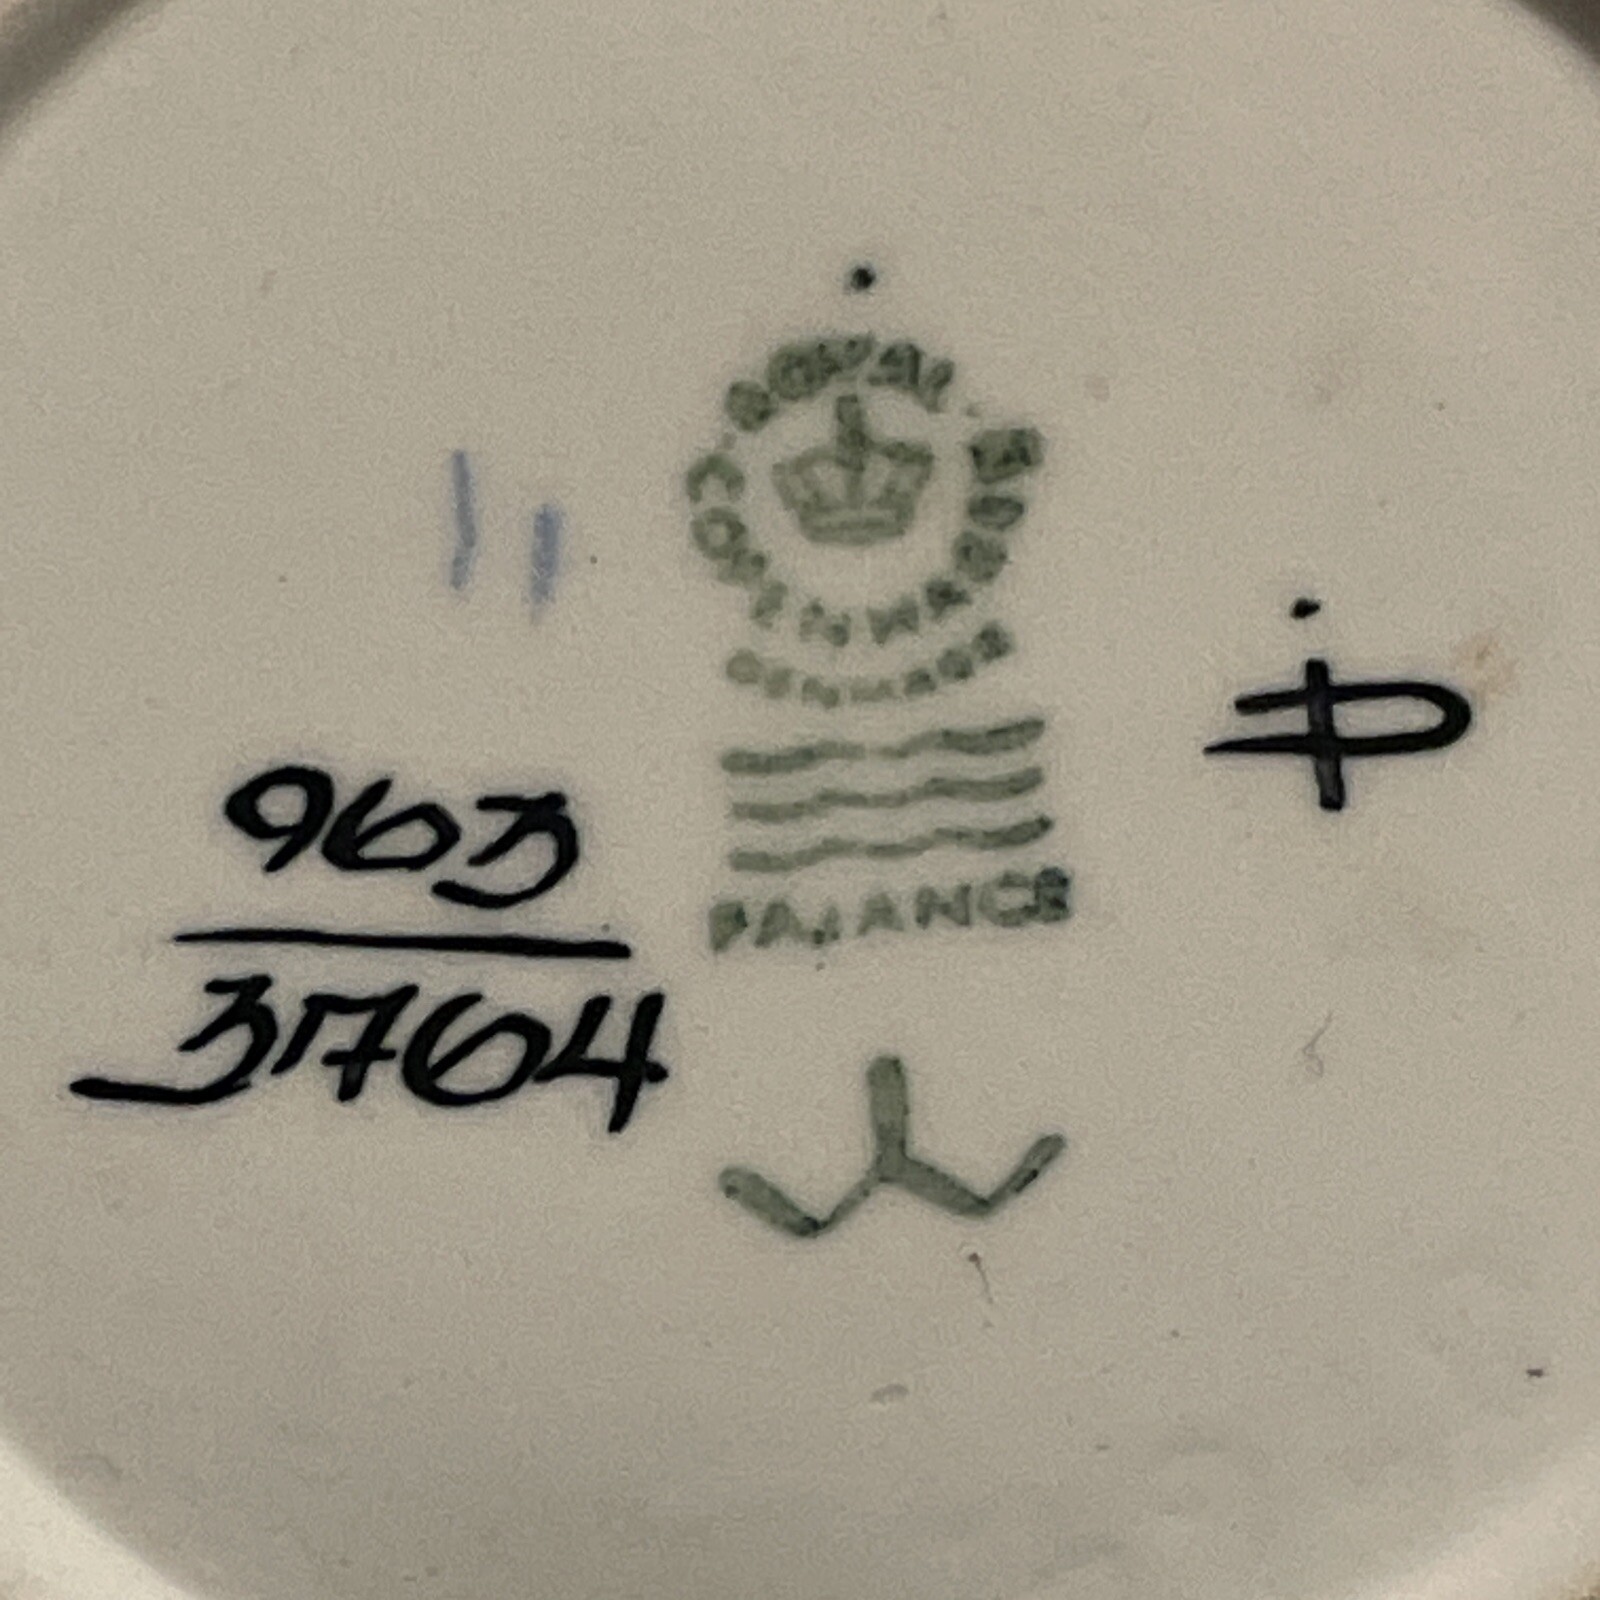 ROYAL
COPENHAGEN
DENMARK
FAJANCE
963
3764